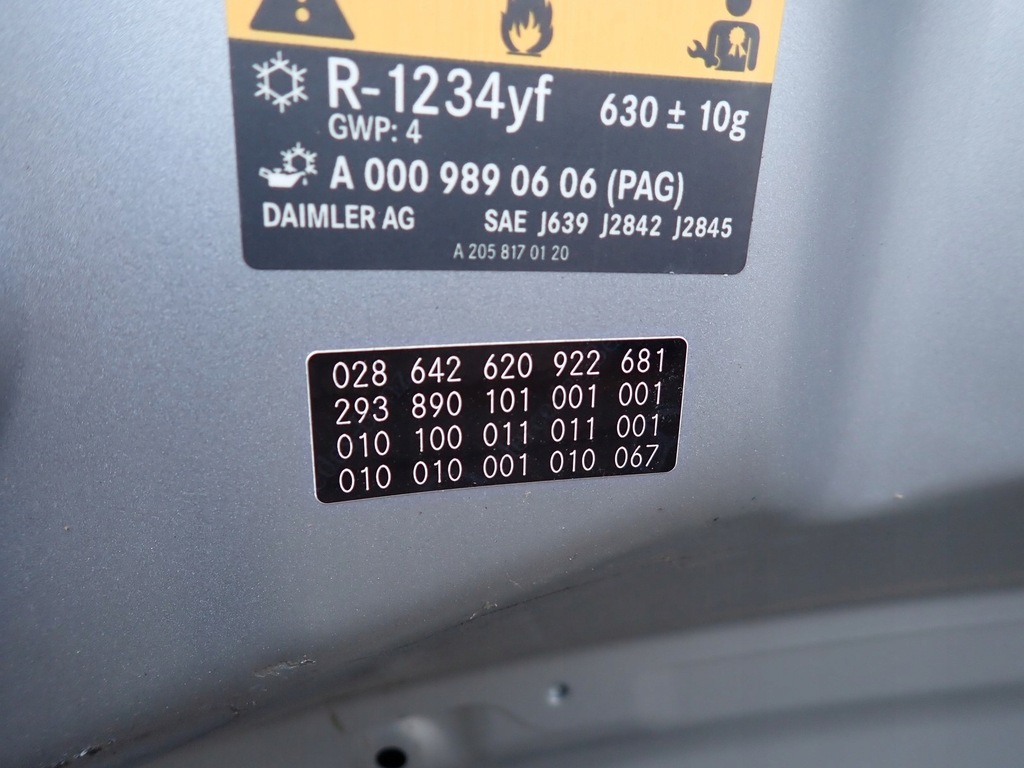 R-1234yf 630 ± 10g
GWP: 4
A 000 989 06 06 (PAG)
DAIMLER AG SAE J639 J2842 J2845
A 205 817 01 20
028 642 620 922 681
293 890 101 001 001
010 100 011 011 001
010 010 001 010 067